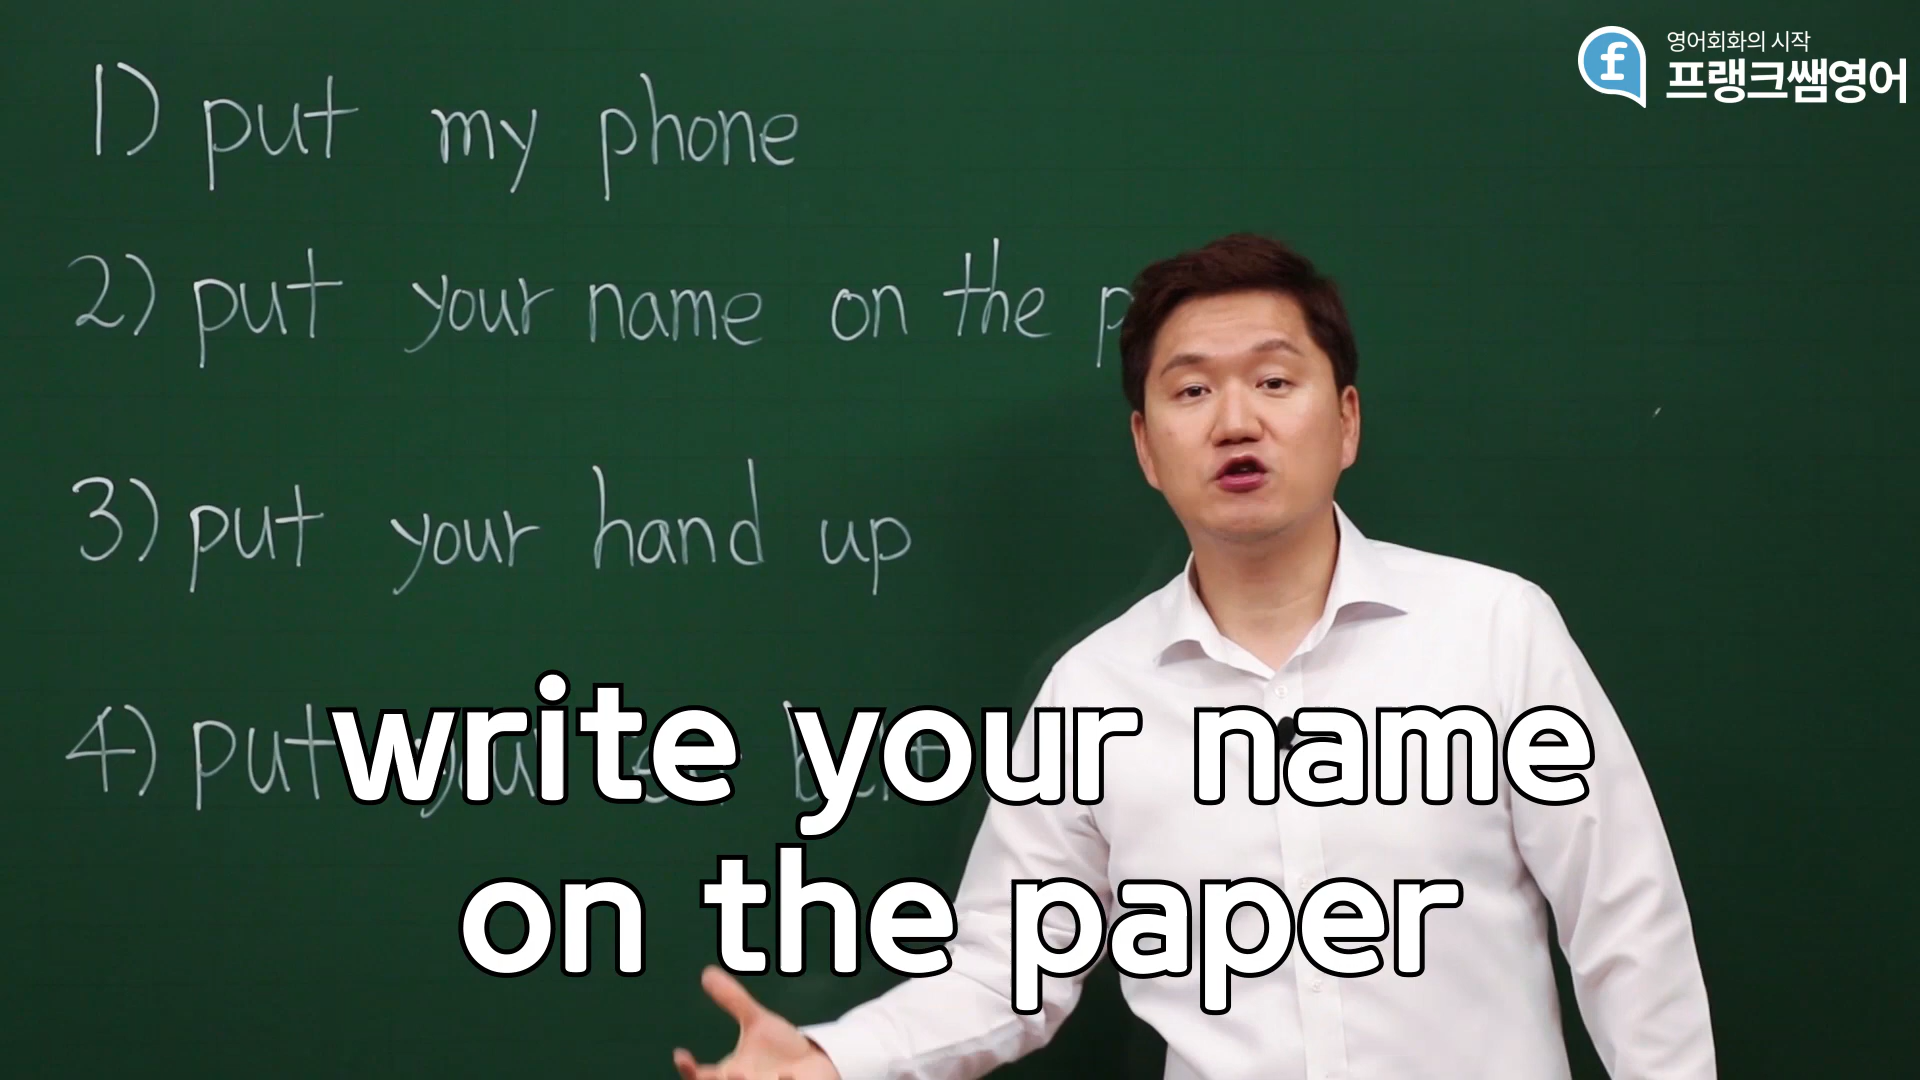 영어회화의 시작
프랭크쌤영어
1) put my phone
2) put your name on the
3) put your hand up
4) put
write your name
on the paper